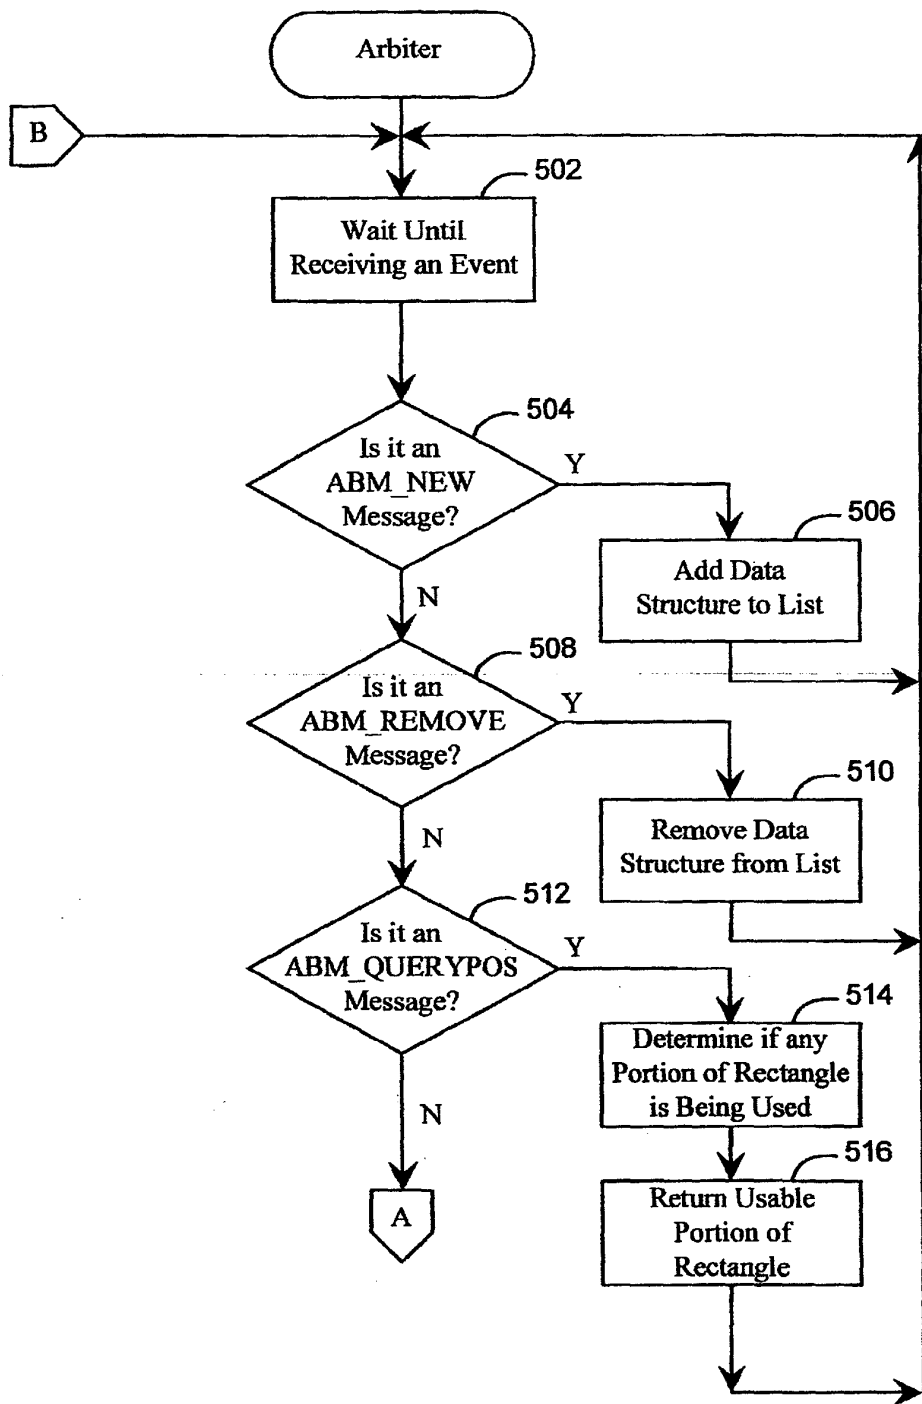 Arbiter
B
502
Wait Until
Receiving an Event
504
Is it an
ABM_NEW
Message?
Y
506
Add Data
Structure to List
N
508
Is it an
ABM_REMOVE
Message?
Y
510
Remove Data
Structure from List
N
512
Is it an
ABM_QUERYPOS
Message?
Y
514
Determine if any
Portion of Rectangle
is Being Used
N
516
Return Usable
Portion of
Rectangle
A